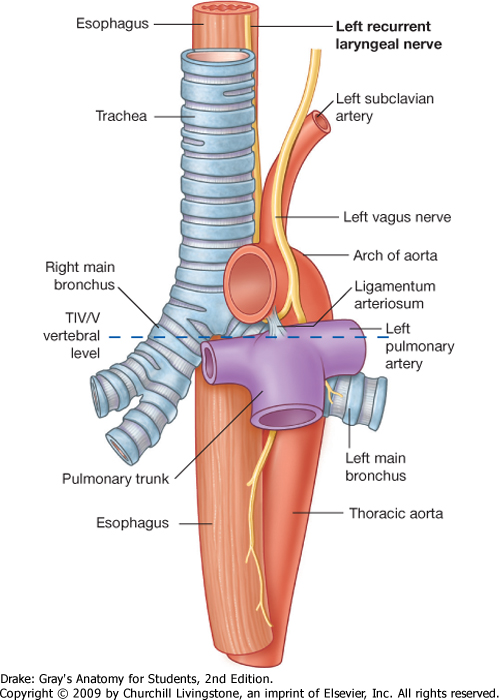 Esophagus
Left recurrent
laryngeal nerve
Left subclavian
artery
Trachea
Left vagus nerve
Arch of aorta
Right main
bronchus
Ligamentum
arteriosum
TIV/V
vertebral
level
Left
pulmonary
artery
Left main
bronchus
Pulmonary trunk
Esophagus
Thoracic aorta
Drake: Gray's Anatomy for Students, 2nd Edition.
Copyright © 2009 by Churchill Livingstone, an imprint of Elsevier, Inc. All rights reserved.